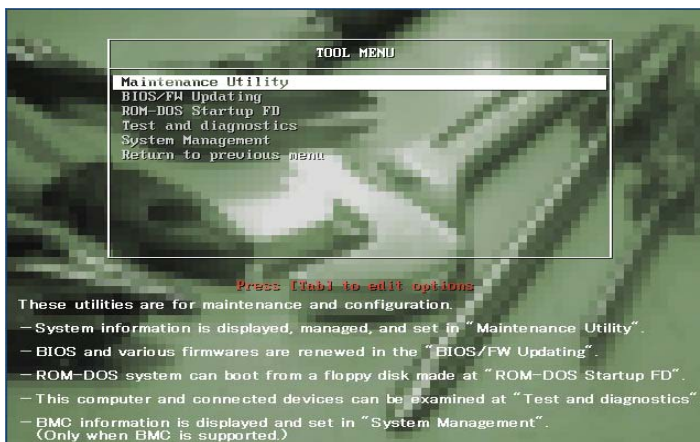 TOOL MENU
Maintenance Utility
BIOS/FW Updating
ROM-DOS Startup FD
Test and diagnostics
System Management
Return to previous menu
Press [Tab] to edit options
These utilities are for maintenance and configuration.
－System information is displayed, managed, and set in "Maintenance Utility".
－BIOS and various firmwares are renewed in the "BIOS/FW Updating".
－ROM-DOS system can boot from a floppy disk made at "ROM-DOS Startup FD".
－This computer and connected devices can be examined at "Test and diagnostics"
－BMC information is displayed and set in "System Management".
(Only when BMC is supported.)